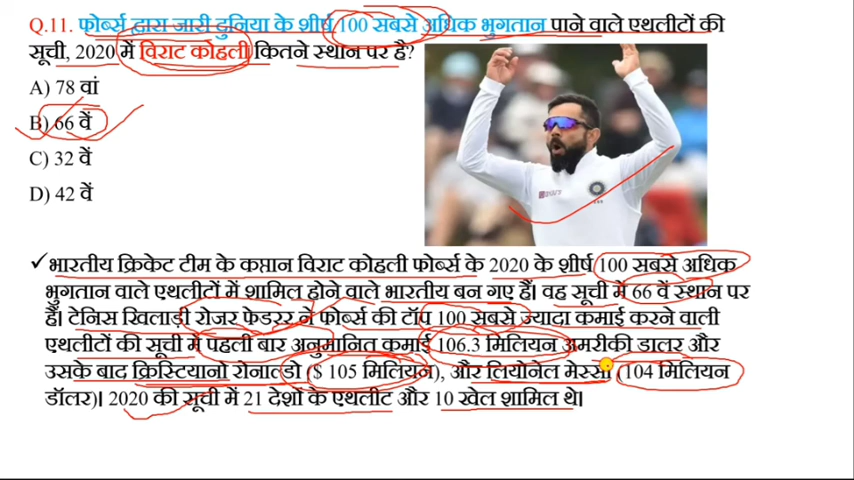 Q.11. फोर्ब्स द्वारा जारी दुनिया के शीर्ष 100 सबसे अधिक भुगतान पाने वाले एथलीटों की
सूची, 2020 में विराट कोहली कितने स्थान पर है?
A) 78 वां
B) 66 वें
C) 32 वें
D) 42 वें
✓भारतीय क्रिकेट टीम के कप्तान विराट कोहली फोर्ब्स के 2020 के शीर्ष 100 सबसे अधिक
भुगतान वाले एथलीटों में शामिल होने वाले भारतीय बन गए हैं। वह सूची में 66 वें स्थान पर
है। टेनिस खिलाड़ी रोजर फेडरर ने फोर्ब्स की टॉप 100 सबसे ज्यादा कमाई करने वाली
एथलीटों की सूची में पहली बार अनुमानित कमाई 106.3 मिलियन अमरीकी डालर और
उसके बाद क्रिस्टियानो रोनाल्डो ($ 105 मिलियन), और लियोनेल मेस्सी (104 मिलियन
डॉलर)। 2020 की सूची में 21 देशों के एथलीट और 10 खेल शामिल थे।